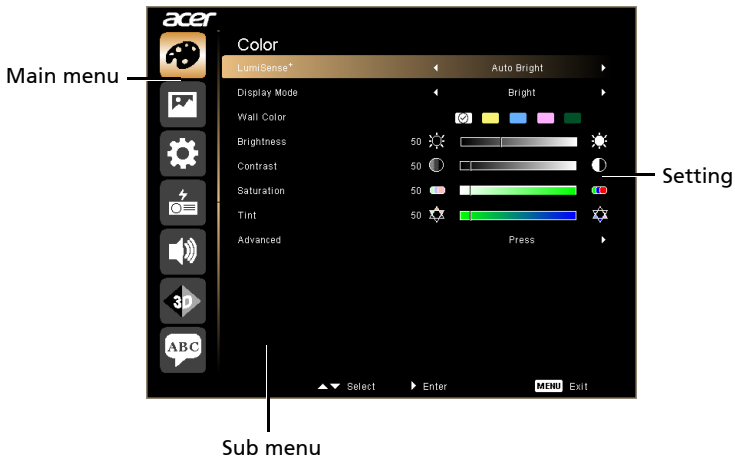 acer
Color
Main menu
LumiSense+ Auto Bright
Display Mode Bright
Wall Color
Brightness 50
Contrast 50
Setting
Saturation 50
Tint 50
Advanced Press
3D
ABC
Select Enter MENU Exit
Sub menu